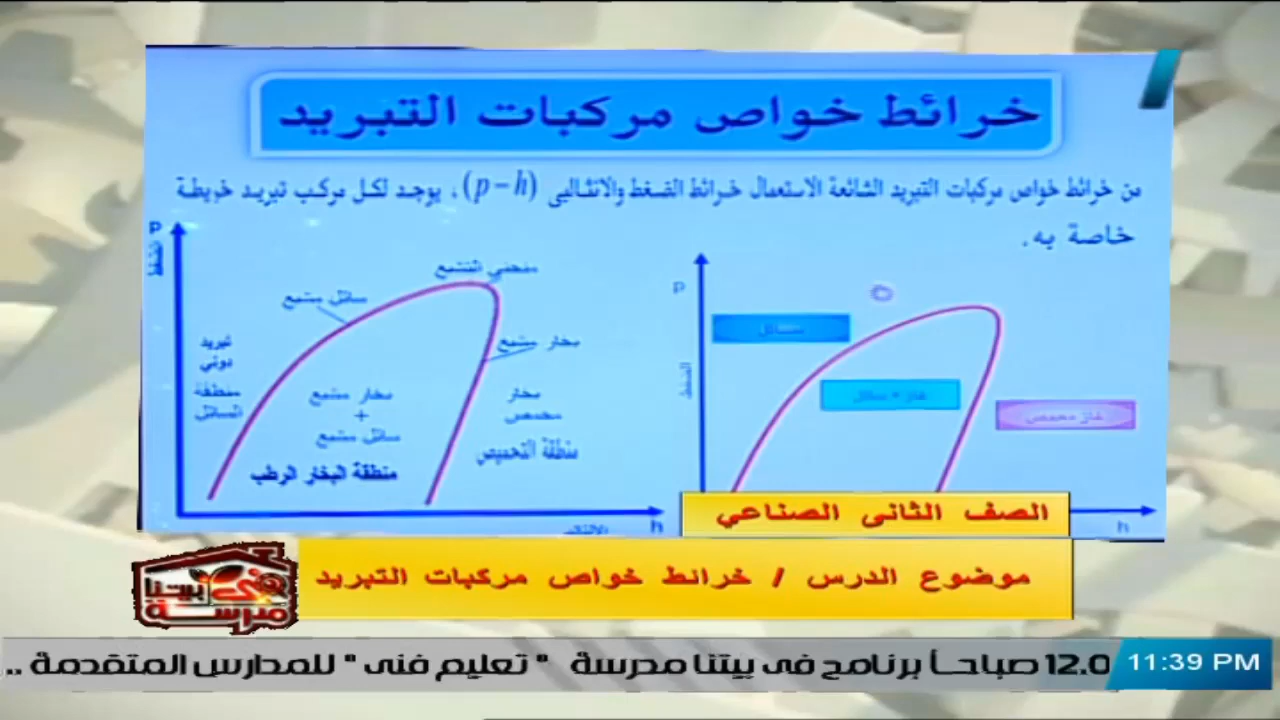 خرائط خواص مركبات التبريد
من خرائط خواص مركبات التبريد الشائعة الاستعمال خرائط الضغط والانثالبي (p – h) ، يوجد لكل مركب تبريد خريطة
خاصة به.
P
الضغط
منحنى التشبع
سائل مشبع
بخار مشبع
تبريد
دوني
منطقة
السائل
بخار مشبع
+
سائل مشبع
منطقة البخار الرطب
بخار
محمص
منطقة التحميص
h
P
سائل
الضغط
غاز + سائل
غاز محمص
h
الصف الثانى الصناعي
موضوع الدرس / خرائط خواص مركبات التبريد
فى بيتنا
مدرسة
12.0 صباحاً برنامج فى بيتنا مدرسة " تعليم فنى " للمدارس المتقدمة ..
11:39 PM